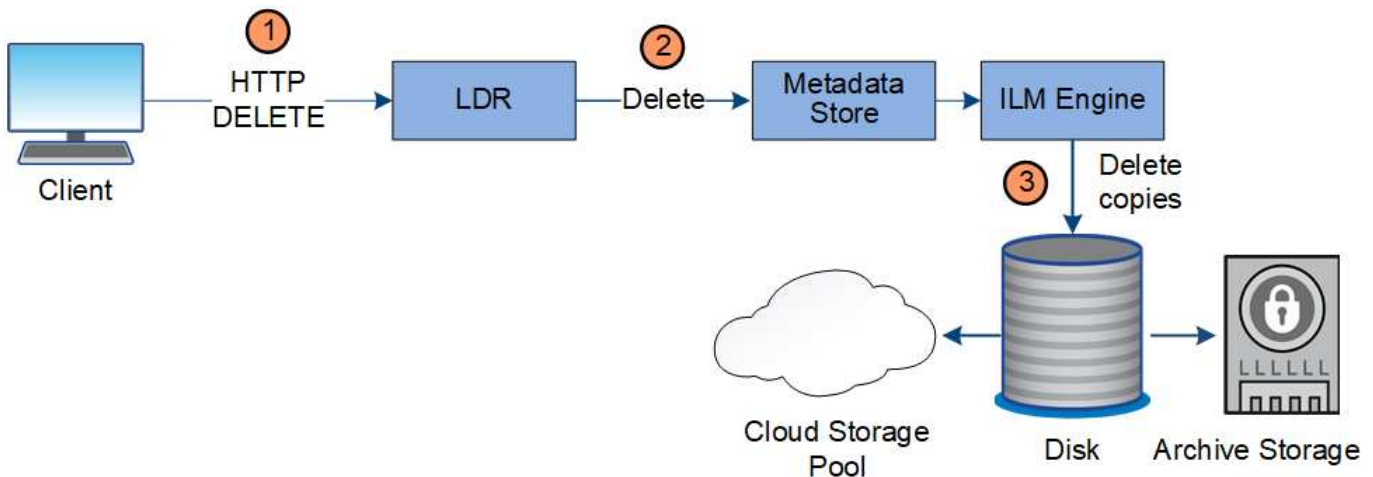 1
HTTP
DELETE
LDR
2
Delete
Metadata
Store
ILM Engine
Client
3
Delete
copies
LLLLLL
Cloud Storage
Pool
Disk
Archive Storage